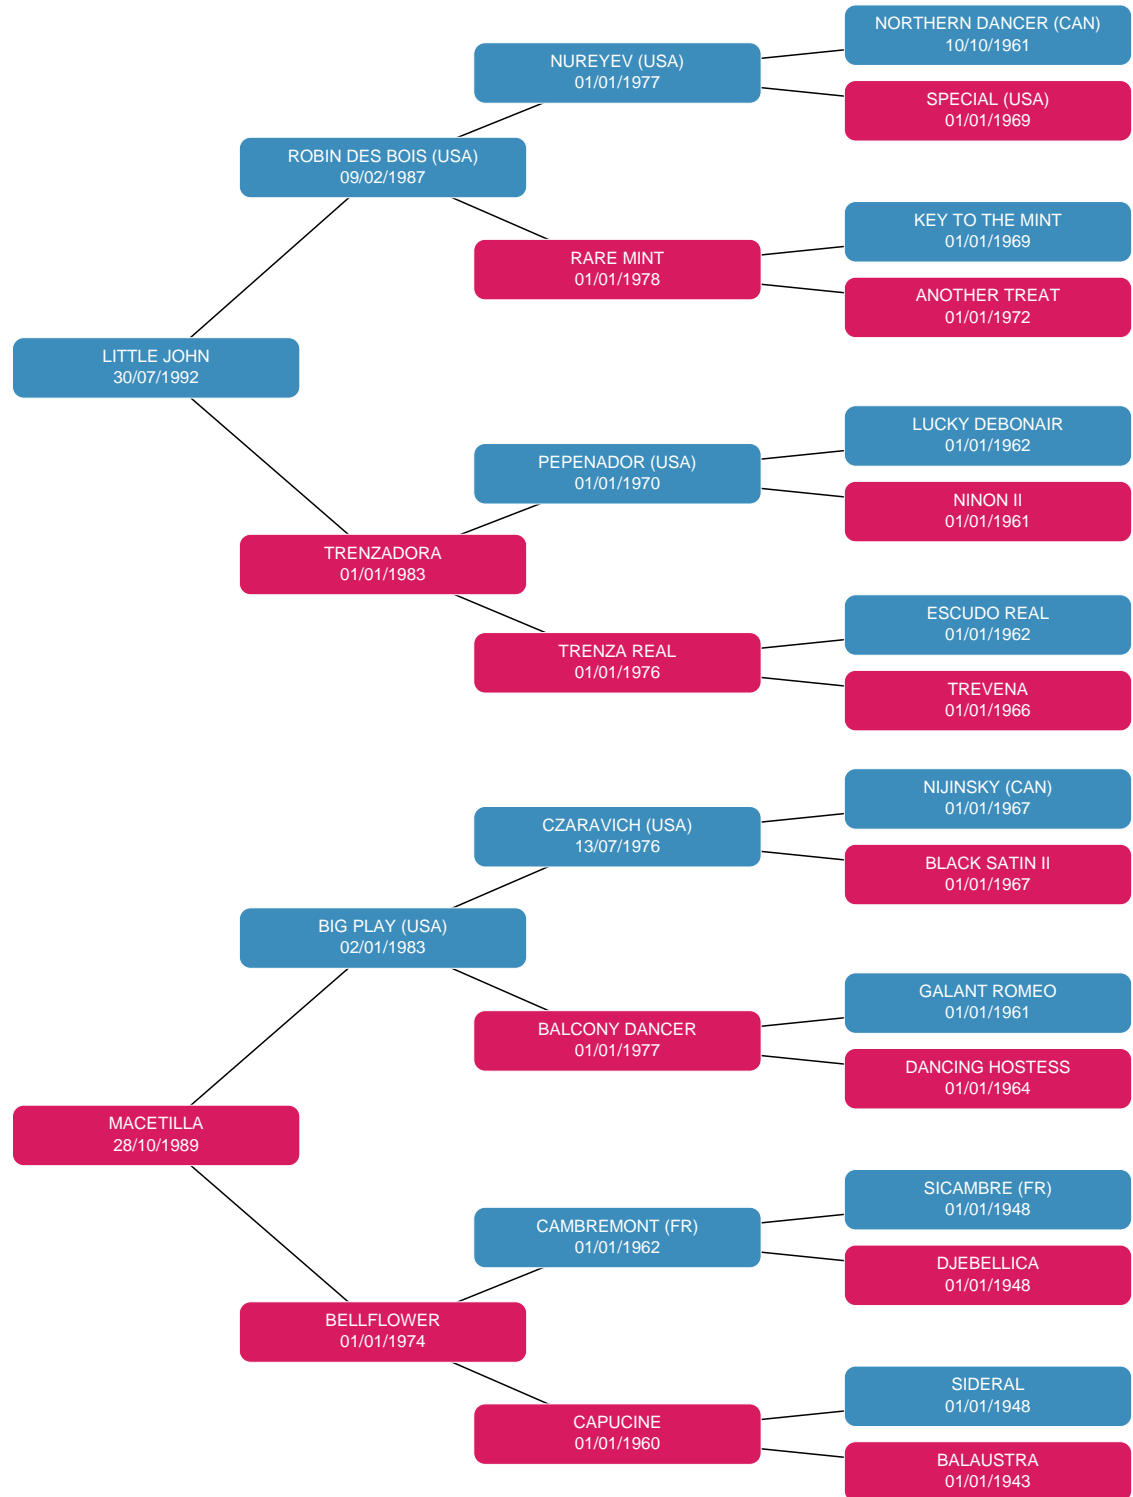 NORTHERN DANCER (CAN)
10/10/1961
NUREYEV (USA)
01/01/1977
SPECIAL (USA)
01/01/1969
ROBIN DES BOIS (USA)
09/02/1987
KEY TO THE MINT
01/01/1969
RARE MINT
01/01/1978
ANOTHER TREAT
01/01/1972
LITTLE JOHN
30/07/1992
LUCKY DEBONAIR
01/01/1962
PEPENADOR (USA)
01/01/1970
NINON II
01/01/1961
TRENZADORA
01/01/1983
ESCUDO REAL
01/01/1962
TRENZA REAL
01/01/1976
TREVENA
01/01/1966
NIJINSKY (CAN)
01/01/1967
CZARAVICH (USA)
13/07/1976
BLACK SATIN II
01/01/1967
BIG PLAY (USA)
02/01/1983
GALANT ROMEO
01/01/1961
BALCONY DANCER
01/01/1977
DANCING HOSTESS
01/01/1964
MACETILLA
28/10/1989
SICAMBRE (FR)
01/01/1948
CAMBREMONT (FR)
01/01/1962
DJEBELLICA
01/01/1948
BELLFLOWER
01/01/1974
SIDERAL
01/01/1948
CAPUCINE
01/01/1960
BALAUSTRA
01/01/1943